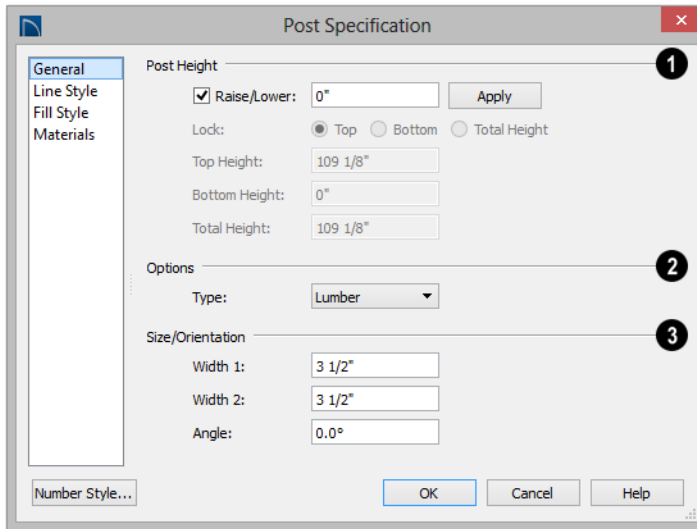 Post Specification
General
Line Style
Fill Style
Materials
Post Height 1
Raise/Lower: 0" Apply
Lock: Top Bottom Total Height
Top Height: 109 1/8"
Bottom Height: 0"
Total Height: 109 1/8"
Options 2
Type: Lumber
Size/Orientation 3
Width 1: 3 1/2"
Width 2: 3 1/2"
Angle: 0.0°
Number Style... OK Cancel Help